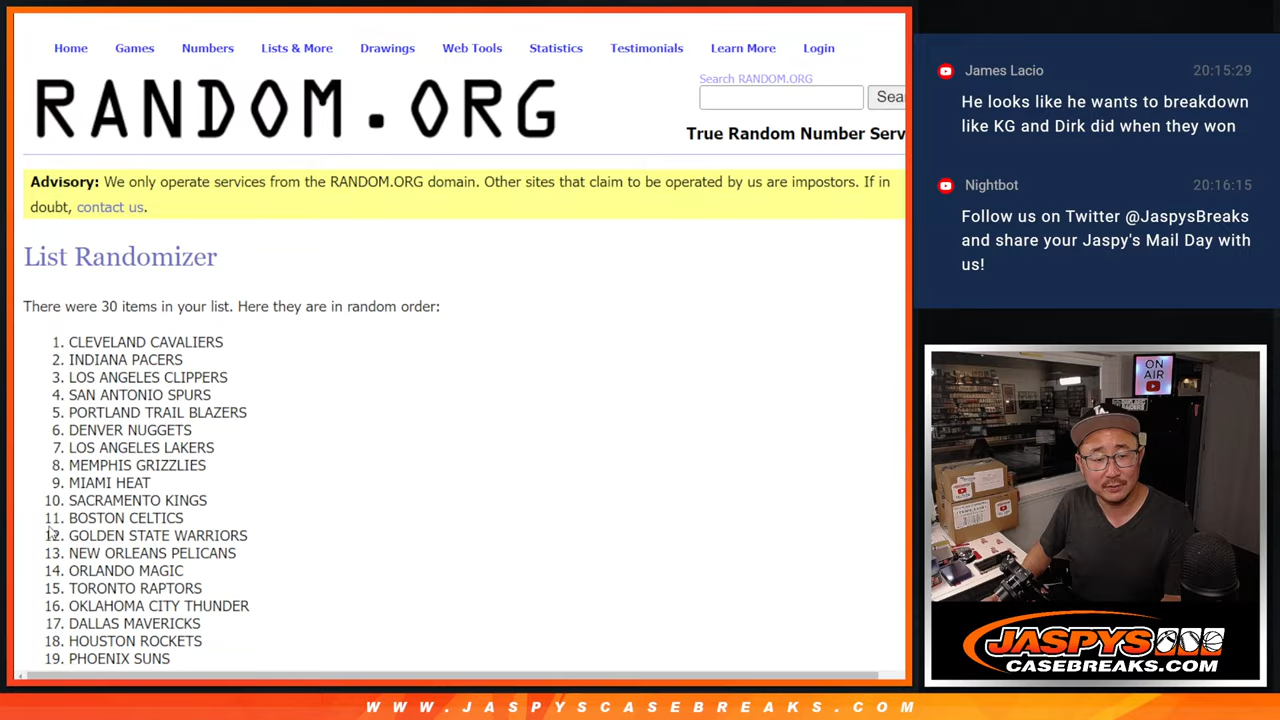 Home Games Numbers Lists & More Drawings Web Tools Statistics Testimonials Learn More Login
RANDOM.ORG
Search RANDOM.ORG
Sea
True Random Number Serv
Advisory: We only operate services from the RANDOM.ORG domain. Other sites that claim to be operated by us are impostors. If in
doubt, contact us.
List Randomizer
There were 30 items in your list. Here they are in random order:
1. CLEVELAND CAVALIERS
2. INDIANA PACERS
3. LOS ANGELES CLIPPERS
4. SAN ANTONIO SPURS
5. PORTLAND TRAIL BLAZERS
6. DENVER NUGGETS
7. LOS ANGELES LAKERS
8. MEMPHIS GRIZZLIES
9. MIAMI HEAT
10. SACRAMENTO KINGS
11. BOSTON CELTICS
12. GOLDEN STATE WARRIORS
13. NEW ORLEANS PELICANS
14. ORLANDO MAGIC
15. TORONTO RAPTORS
16. OKLAHOMA CITY THUNDER
17. DALLAS MAVERICKS
18. HOUSTON ROCKETS
19. PHOENIX SUNS
James Lacio 20:15:29
He looks like he wants to breakdown
like KG and Dirk did when they won
Nightbot 20:16:15
Follow us on Twitter @JaspysBreaks
and share your Jaspy's Mail Day with
us!
ON
AIR
JASPYS
CASEBREAKS.COM
WWW.JASPYSCASEBREAKS.COM